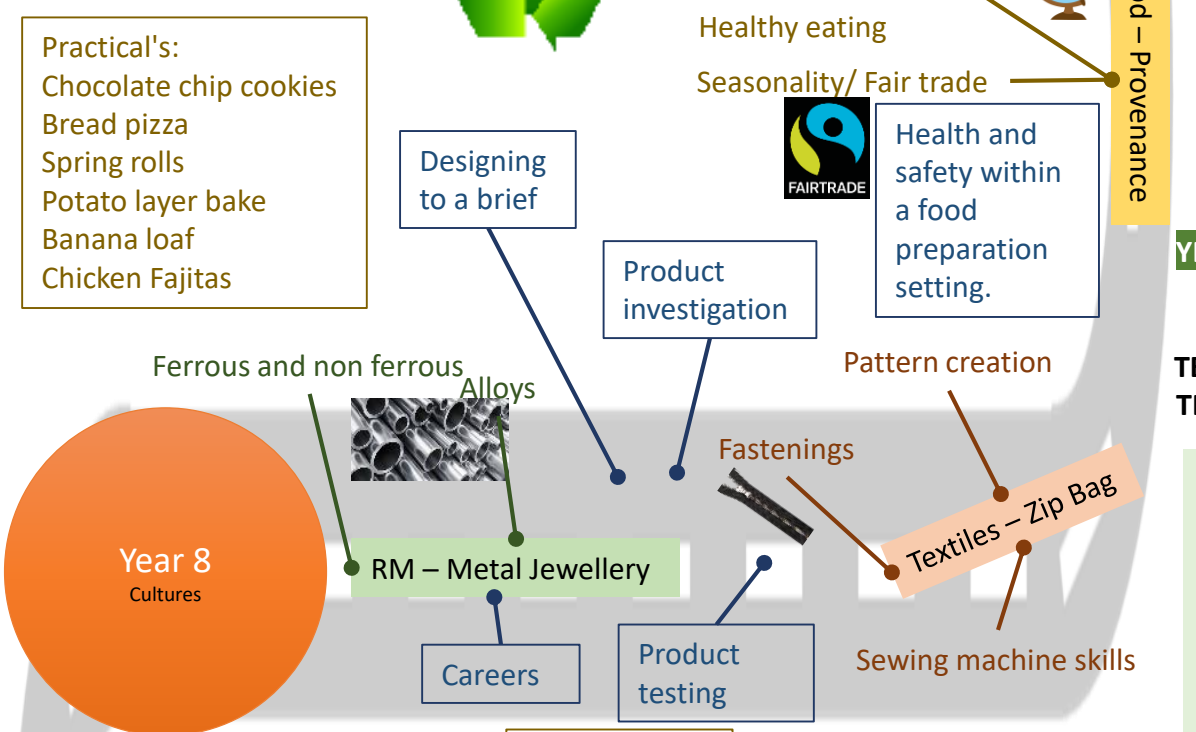 Practical's:
Chocolate chip cookies
Bread pizza
Spring rolls
Potato layer bake
Banana loaf
Chicken Fajitas
Healthy eating
Seasonality/ Fair trade
FAIRTRADE
– Provenance
Designing
to a brief
Health and
safety within
a food
preparation
setting.
Product
investigation
Ferrous and non ferrous
Alloys
Pattern creation
Fastenings
Textiles – Zip Bag
Year 8
Cultures
RM – Metal Jewellery
Careers
Product
testing
Sewing machine skills